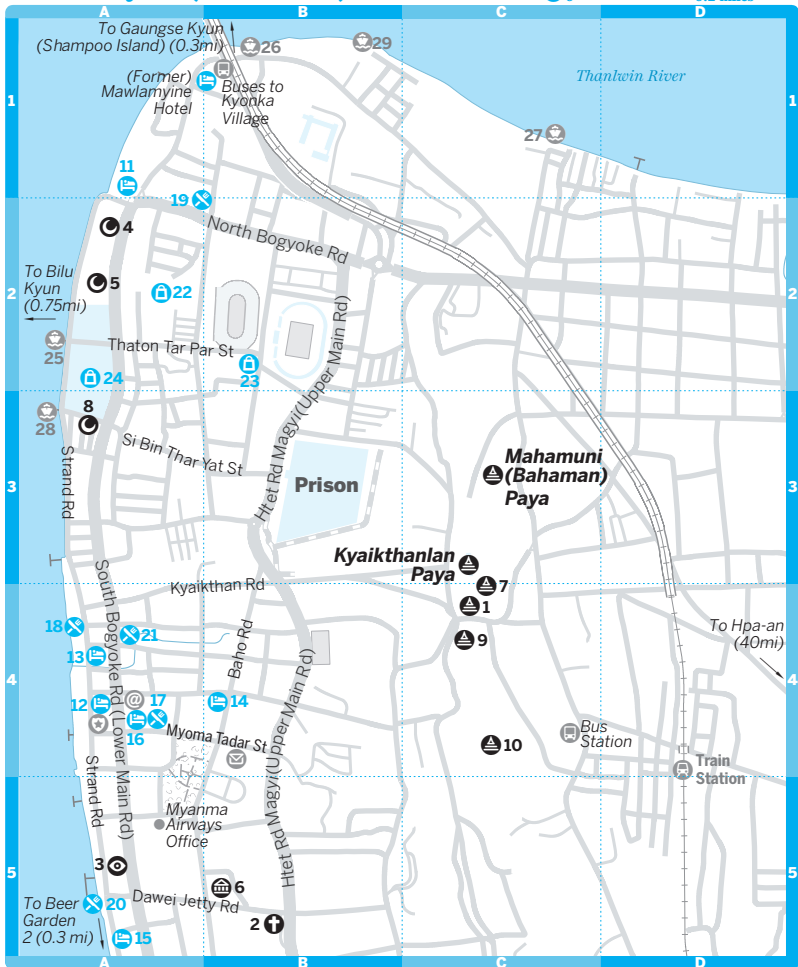 A
B
C
D
To Gaungse Kyun
(Shampoo Island) (0.3mi)
26
29
(Former)
Mawlamyine
Hotel
Buses to
Kyonka
Village
Thanlwin River
1
1
27
11
19
4
North Bogyoke Rd
To Bilu
Kyun
(0.75mi)
5
22
2
2
25
Thaton Tar Par St
24
23
Htet Rd Magyi(Upper Main Rd)
8
28
Si Bin Thar Yat St
Strand Rd
Prison
Mahamuni
(Bahaman)
Paya
3
3
Kyaikthanlan
Paya
7
1
Kyaikthan Rd
South Bogyoke Rd (Lower Main Rd)
18
21
Baho Rd
9
To Hpa-an
(40mi)
13
4
4
12
@
17
14
16
Myoma Tadar St
Htet Rd Magyi(Upper Main Rd)
10
Bus
Station
Train
Station
Strand Rd
Myanma
Airways
Office
3
5
5
6
Dawei Jetty Rd
20
To Beer
Garden
2 (0.3 mi)
2
15
A
B
C
D